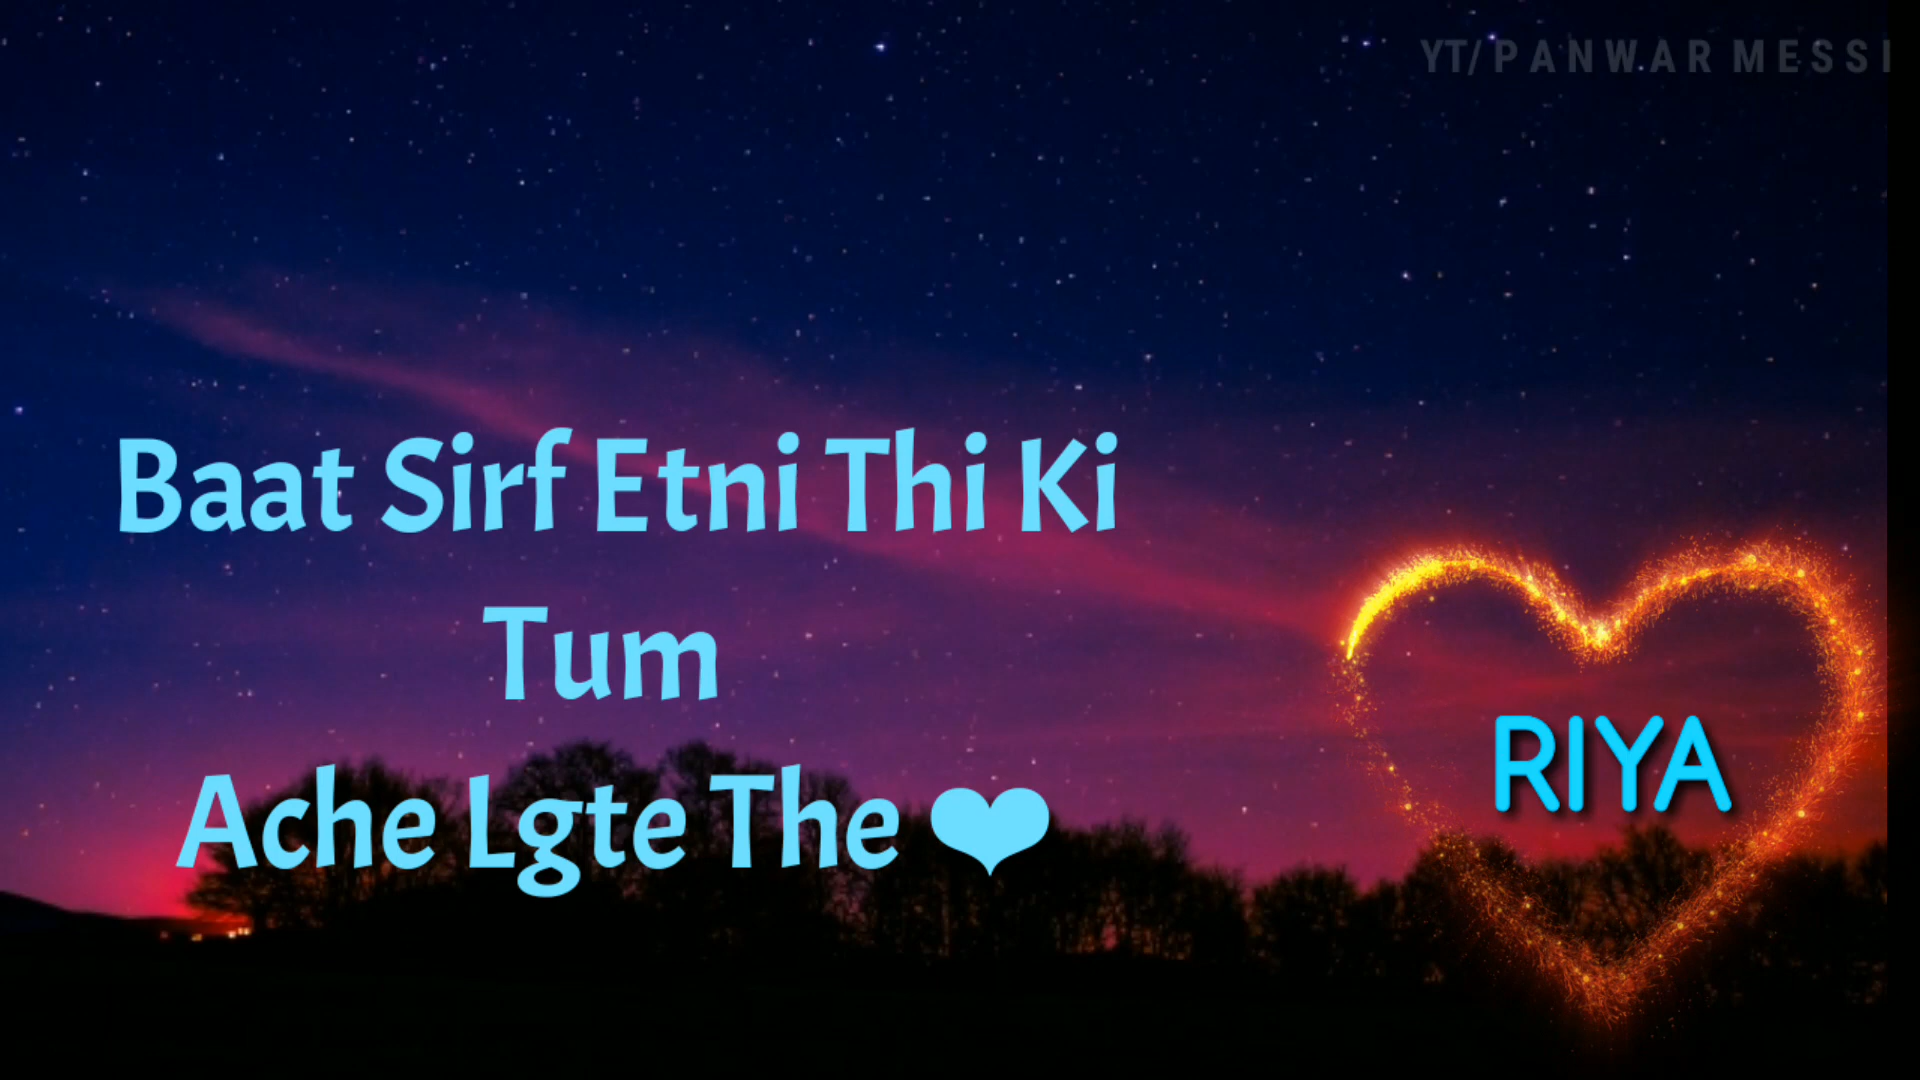 YT/PANWAR MESSI
Baat Sirf Etni Thi Ki
Tum
Ache Lgte The ❤
RIYA